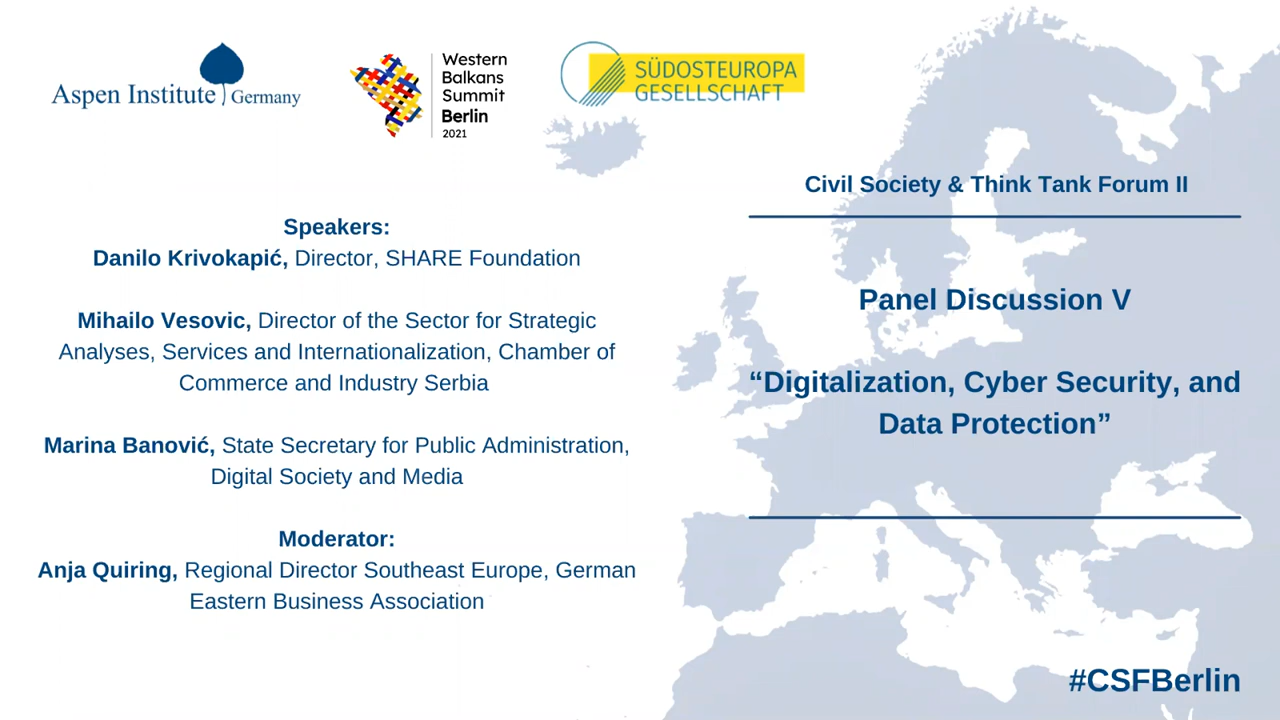 Aspen Institute Germany
Western
Balkans
Summit
Berlin
2021
SÜDOSTEUROPA
GESELLSCHAFT
Speakers:
Danilo Krivokapić, Director, SHARE Foundation
Mihailo Vesovic, Director of the Sector for Strategic
Analyses, Services and Internationalization, Chamber of
Commerce and Industry Serbia
Marina Banović, State Secretary for Public Administration,
Digital Society and Media
Moderator:
Anja Quiring, Regional Director Southeast Europe, German
Eastern Business Association
Civil Society & Think Tank Forum II
Panel Discussion V
“Digitalization, Cyber Security, and
Data Protection”
#CSFBerlin